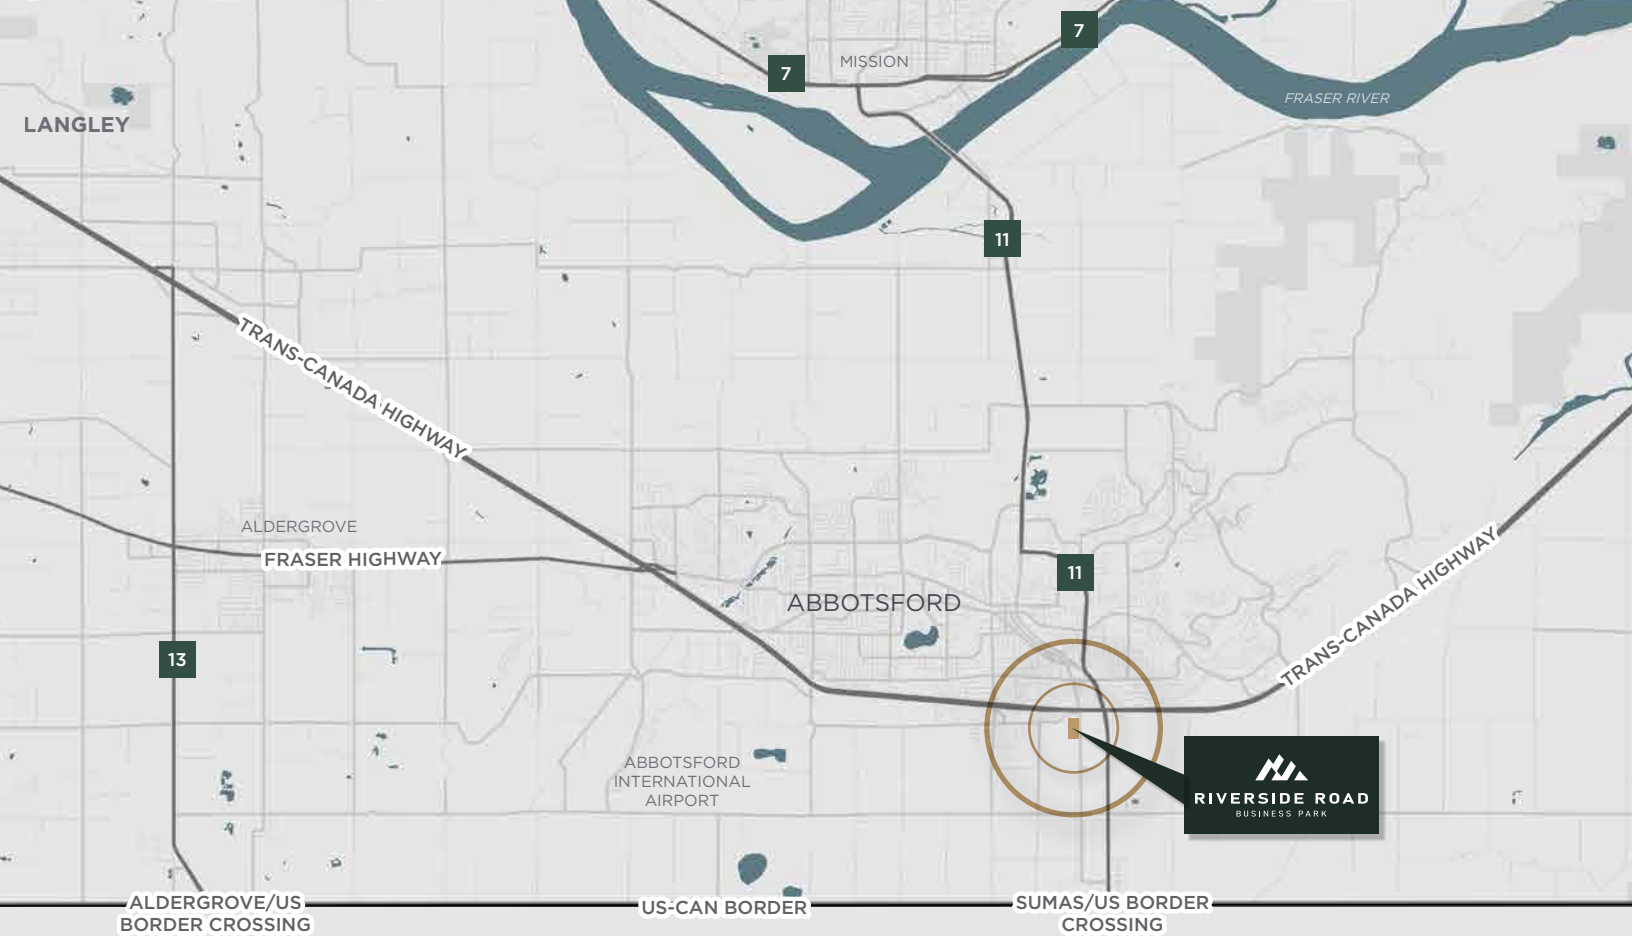 7
7
MISSION
FRASER RIVER
LANGLEY
11
TRANS-CANADA HIGHWAY
ALDERGROVE
FRASER HIGHWAY
11
ABBOTSFORD
TRANS-CANADA HIGHWAY
13
ABBOTSFORD
INTERNATIONAL
AIRPORT
RIVERSIDE ROAD
BUSINESS PARK
ALDERGROVE/US
BORDER CROSSING
US-CAN BORDER
SUMAS/US BORDER
CROSSING